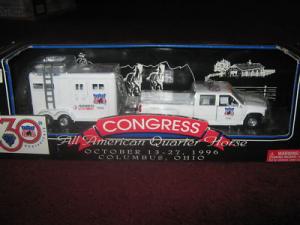 30
CONGRESS
All American Quarter Horse
OCTOBER 13-27, 1996
COLUMBUS, OHIO